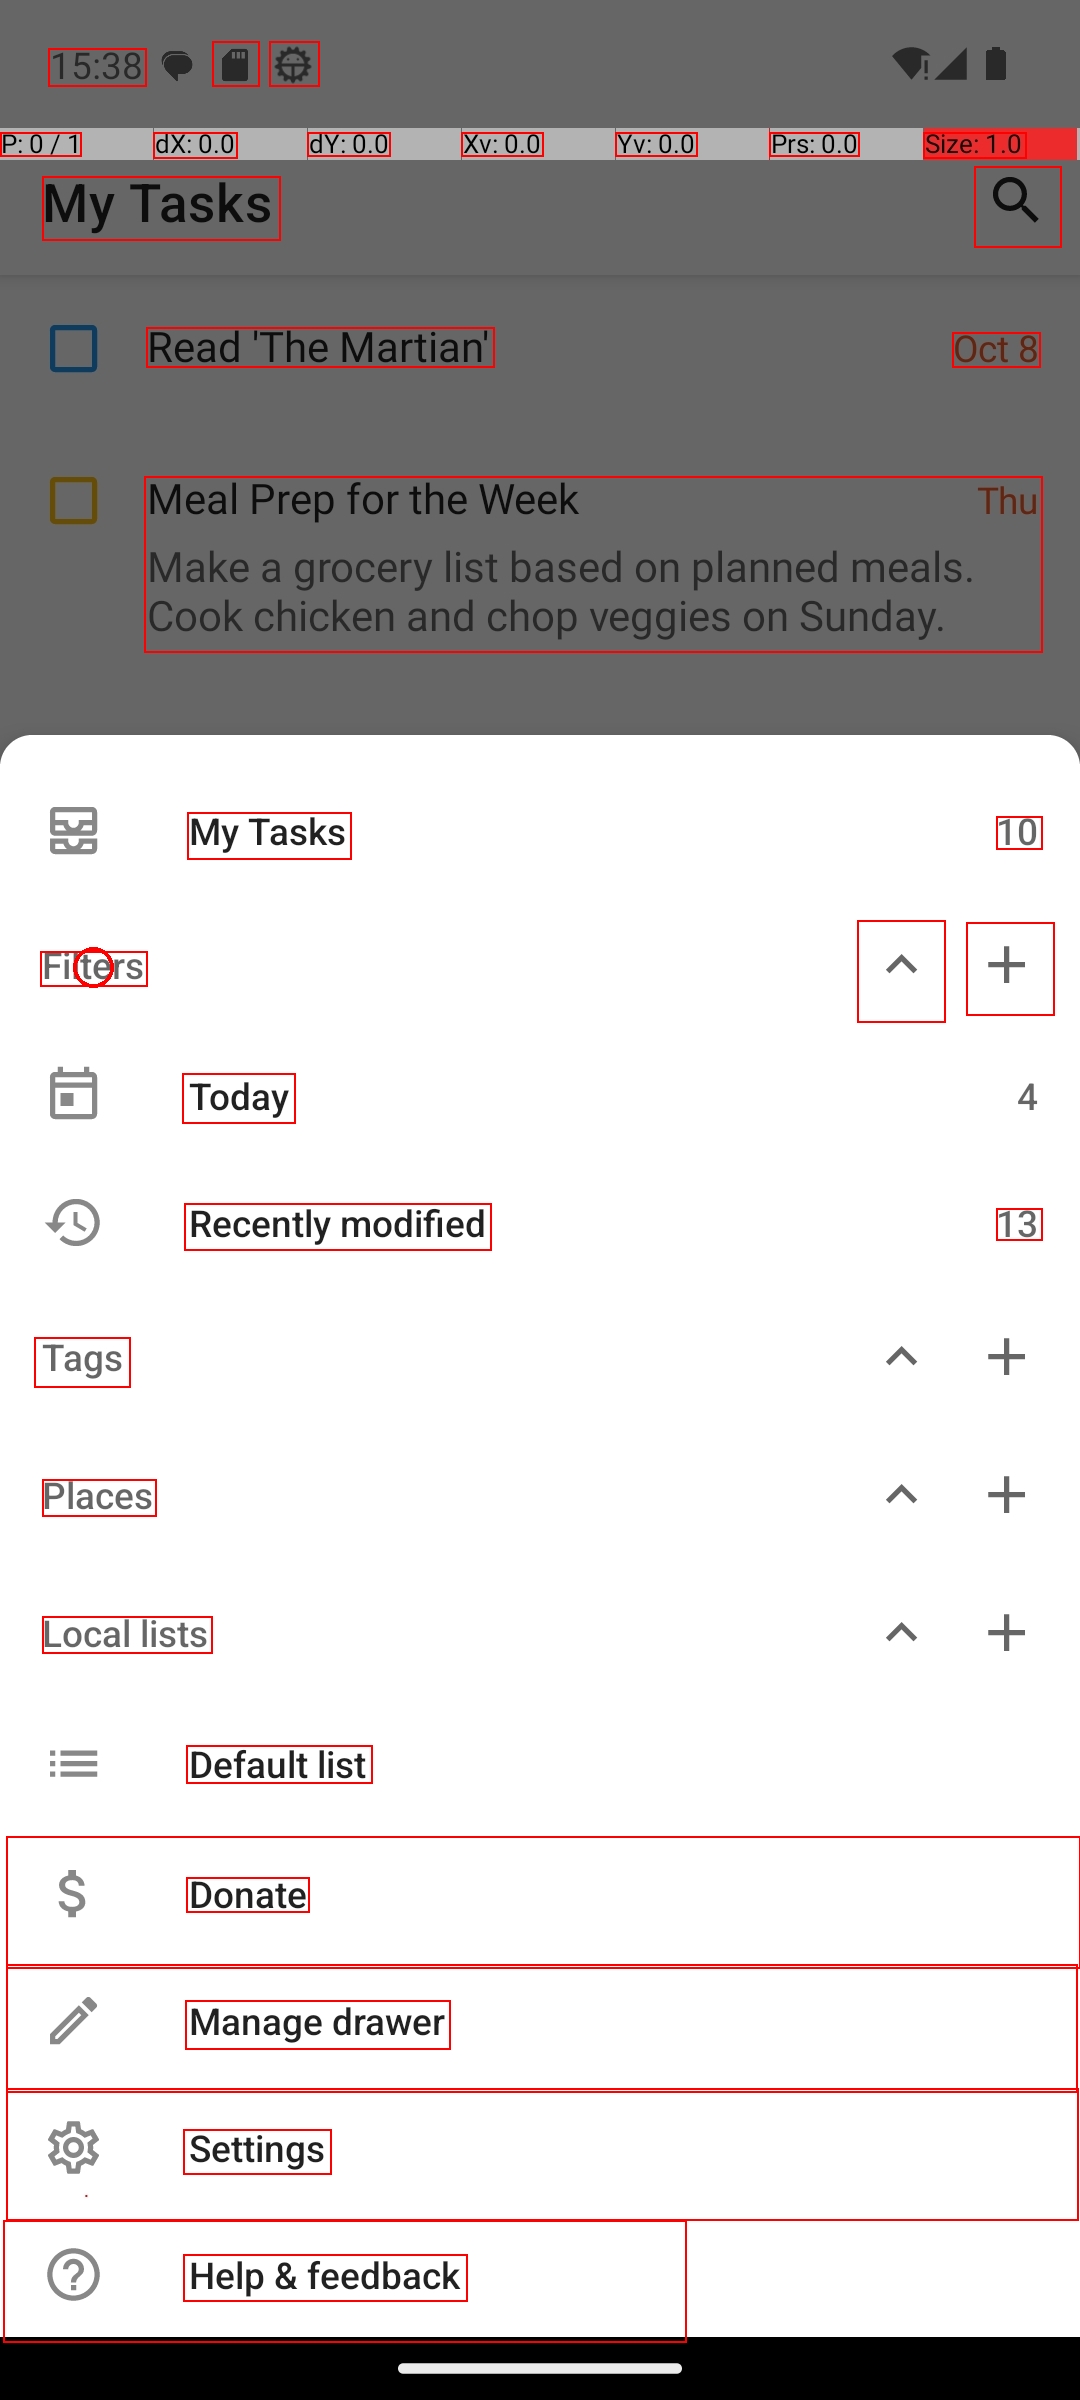 15:38
P: 0 / 1 dX: 0.0 dY: 0.0 Xv: 0.0 Yv: 0.0 Prs: 0.0 Size: 1.0
My Tasks
Read 'The Martian' Oct 8
Meal Prep for the Week Thu
Make a grocery list based on planned meals.
Cook chicken and chop veggies on Sunday.
My Tasks 10
Filters
Today 4
Recently modified 13
Tags
Places
Local lists
Default list
Donate
Manage drawer
Settings
Help & feedback